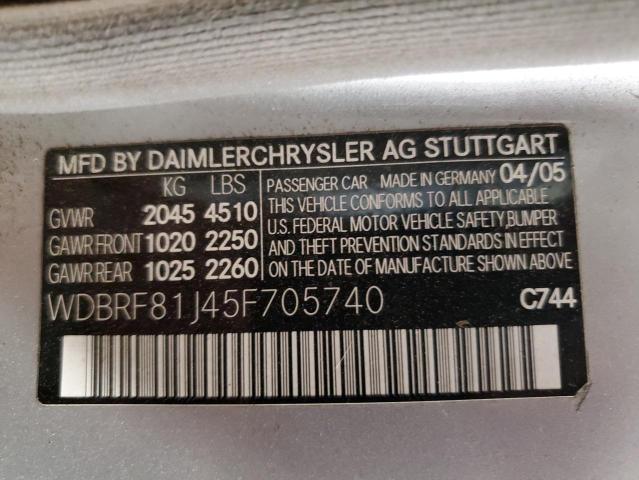 MFD BY DAIMLERCHRYSLER AG STUTTGART
KG LBS
GVWR 2045 4510
GAWR FRONT 1020 2250
GAWR REAR 1025 2260
PASSENGER CAR MADE IN GERMANY 04/05
THIS VEHICLE CONFORMS TO ALL APPLICABLE
U.S. FEDERAL MOTOR VEHICLE SAFETY,BUMPER
AND THEFT PREVENTION STANDARDS IN EFFECT
ON THE DATE OF MANUFACTURE SHOWN ABOVE.
WDBRF81J45F705740 C744